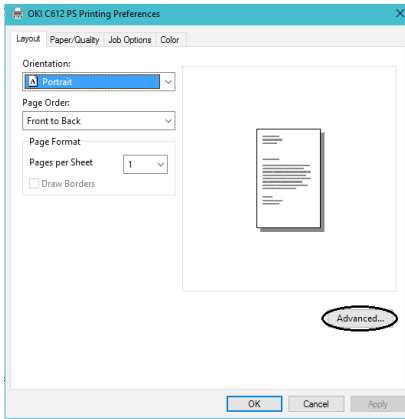 OKI C612 PS Printing Preferences
Layout Paper/Quality Job Options Color
Orientation:
Portrait
Page Order:
Front to Back
Page Format
Pages per Sheet 1
Draw Borders
Advanced...
OK Cancel Apply